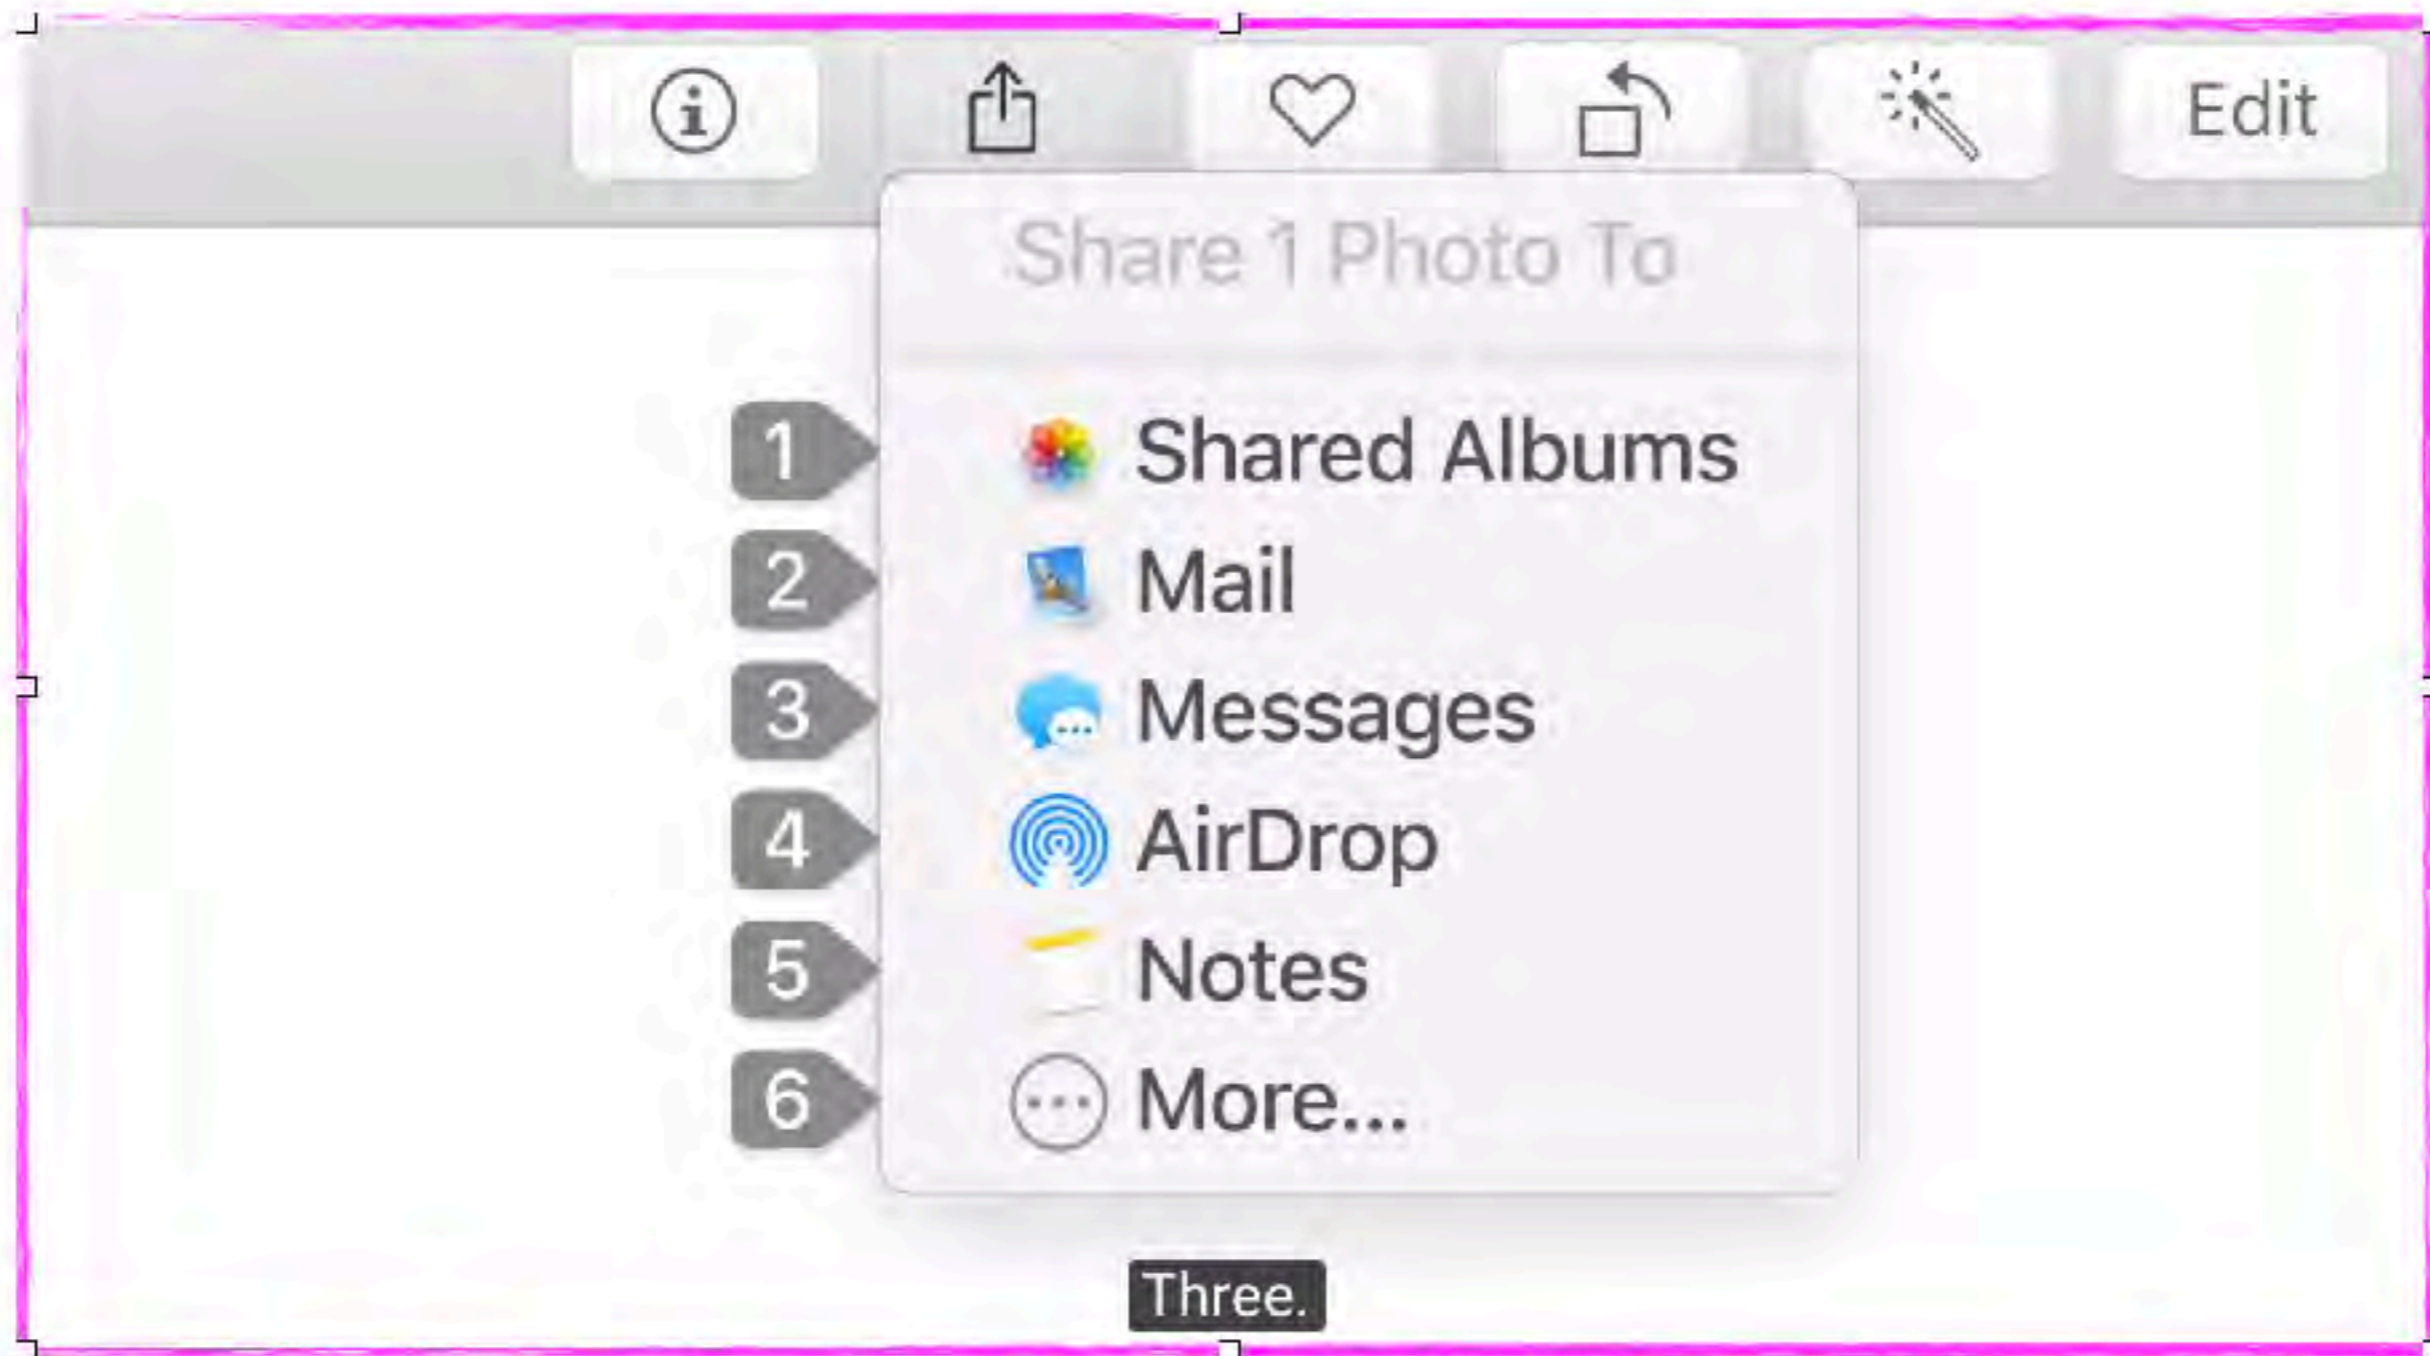 Edit
Share 1 Photo To
1 Shared Albums
2 Mail
3 Messages
4 AirDrop
5 Notes
6 More...
Three.